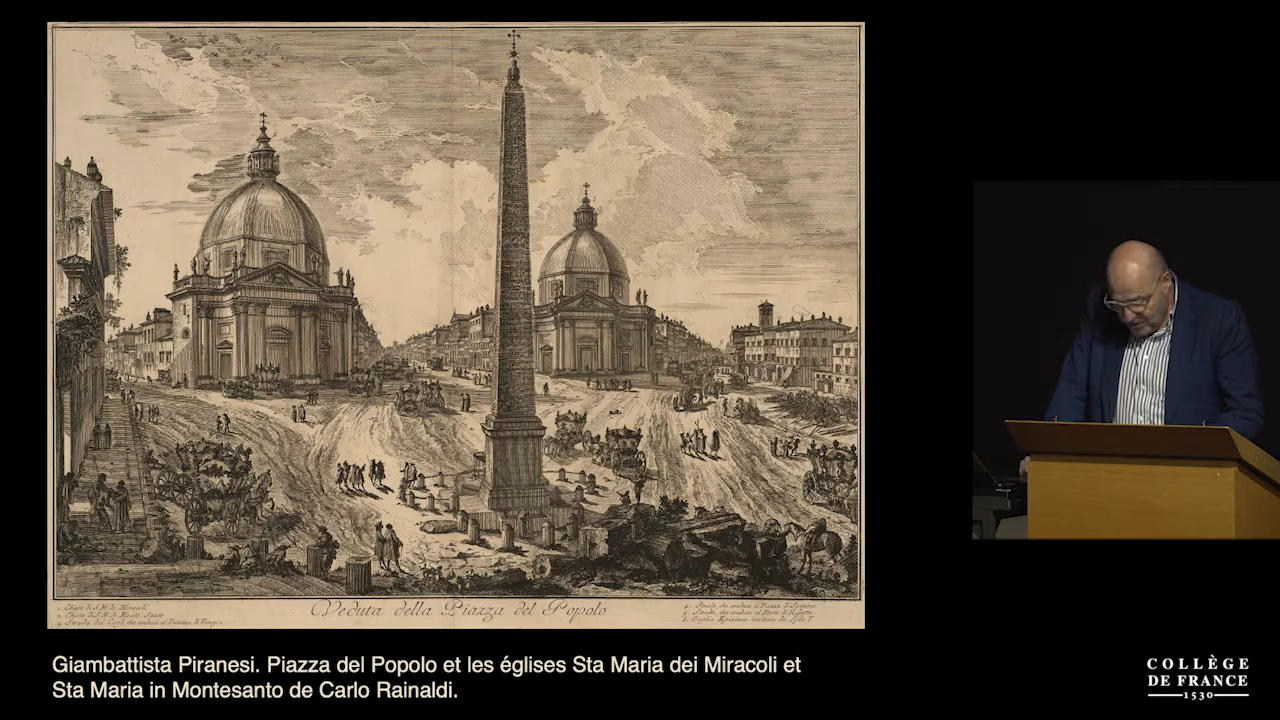 Veduta della Piazza del Popolo
Giambattista Piranesi. Piazza del Popolo et les églises Sta Maria dei Miracoli et
Sta Maria in Montesanto de Carlo Rainaldi.
COLLÈGE
DE FRANCE
1530